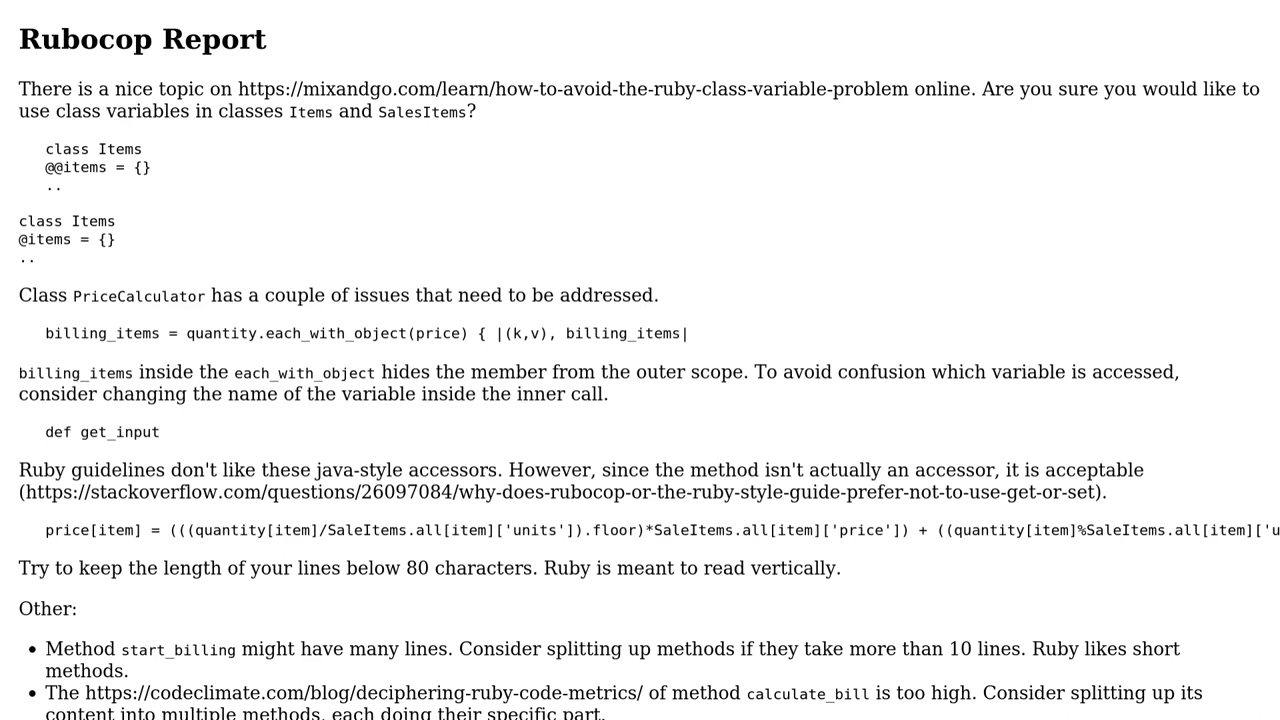 Rubocop Report
There is a nice topic on https://mixandgo.com/learn/how-to-avoid-the-ruby-class-variable-problem online. Are you sure you would like to
use class variables in classes Items and SalesItems?
class Items
@@items = {}
..
class Items
@items = {}
..
Class PriceCalculator has a couple of issues that need to be addressed.
billing_items = quantity.each_with_object(price) { |(k,v), billing_items|
billing_items inside the each_with_object hides the member from the outer scope. To avoid confusion which variable is accessed,
consider changing the name of the variable inside the inner call.
def get_input
Ruby guidelines don't like these java-style accessors. However, since the method isn't actually an accessor, it is acceptable
(https://stackoverflow.com/questions/26097084/why-does-rubocop-or-the-ruby-style-guide-prefer-not-to-use-get-or-set).
price[item] = (((quantity[item]/SaleItems.all[item]['units']).floor)*SaleItems.all[item]['price']) + ((quantity[item]%SaleItems.all[item]['u
Try to keep the length of your lines below 80 characters. Ruby is meant to read vertically.
Other:
• Method start_billing might have many lines. Consider splitting up methods if they take more than 10 lines. Ruby likes short
methods.
• The https://codeclimate.com/blog/deciphering-ruby-code-metrics/ of method calculate_bill is too high. Consider splitting up its
content into multiple methods, each doing their specific part.